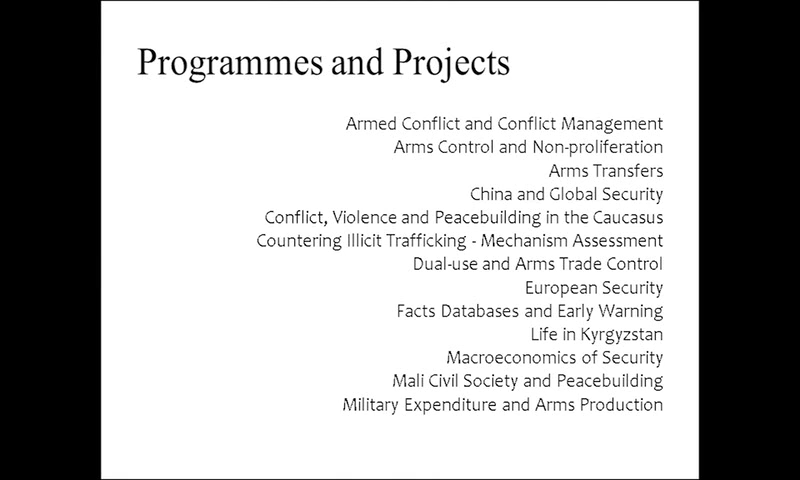 Programmes and Projects
Armed Conflict and Conflict Management
Arms Control and Non-proliferation
Arms Transfers
China and Global Security
Conflict, Violence and Peacebuilding in the Caucasus
Countering Illicit Trafficking - Mechanism Assessment
Dual-use and Arms Trade Control
European Security
Facts Databases and Early Warning
Life in Kyrgyzstan
Macroeconomics of Security
Mali Civil Society and Peacebuilding
Military Expenditure and Arms Production